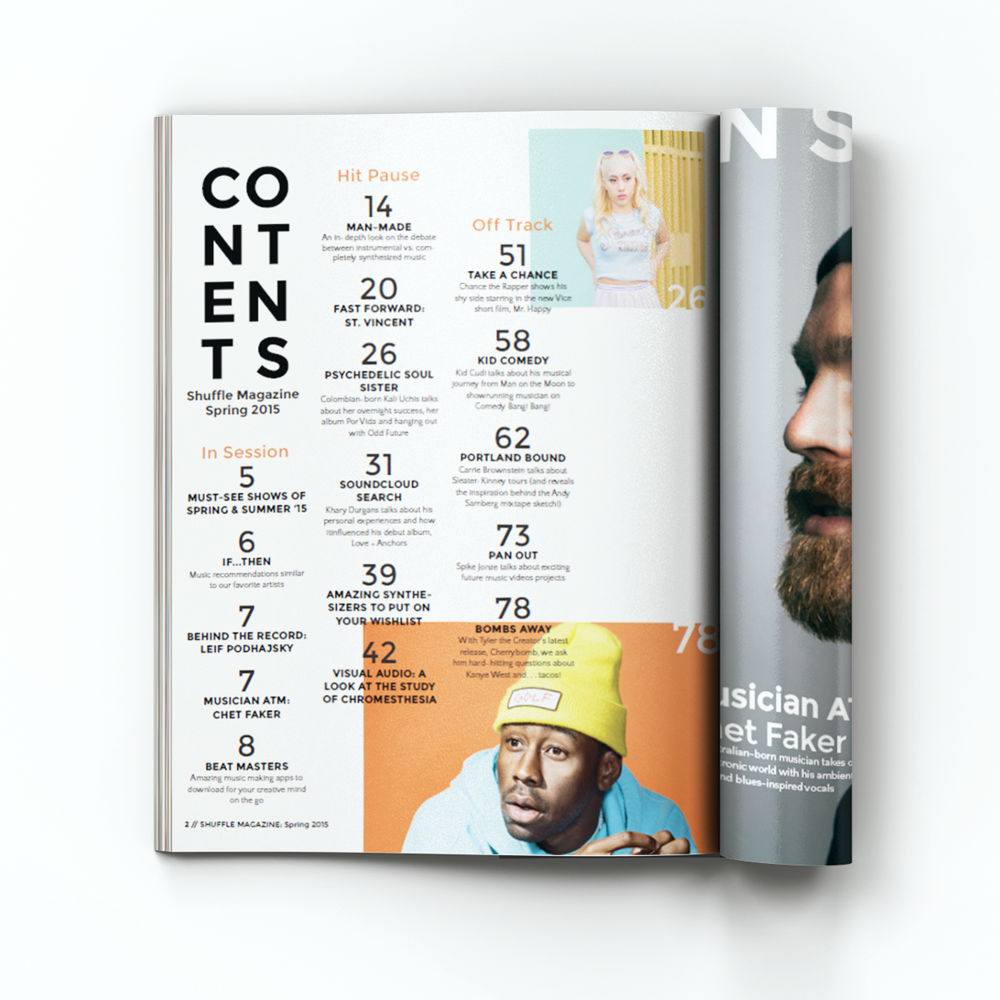 CO
NT
EN
TS
Shuffle Magazine
Spring 2015
In Session
5
MUST-SEE SHOWS OF
SPRING & SUMMER '15
6
IF...THEN
Music recommendations similar
to our favorite artists
7
BEHIND THE RECORD:
LEIF PODHAJSKY
7
MUSICIAN ATM:
CHET FAKER
8
BEAT MASTERS
Amazing music making apps to
download for your creative mind
on the go
2 // SHUFFLE MAGAZINE: Spring 2015
Hit Pause
14
MAN-MADE
An in-depth look on the debate
between instrumental vs. com-
pletely synthesized music
20
FAST FORWARD:
ST. VINCENT
26
PSYCHEDELIC SOUL
SISTER
Colombian-born Kali Uchis talks
about her overnight success, her
album Por Vida and hanging out
with Odd Future
31
SOUNDCLOUD
SEARCH
Khary Durgans talks about his
personal experiences and how
itinfluenced his debut album,
Love + Anchors
39
AMAZING SYNTHE-
SIZERS TO PUT ON
YOUR WISHLIST
42
VISUAL AUDIO: A
LOOK AT THE STUDY
OF CHROMESTHESIA
Off Track
51
TAKE A CHANCE
Chance the Rapper shows his
shy side starring in the new Vice
short film, Mr. Happy
58
KID COMEDY
Kid Cudi talks about his musical
journey from Man on the Moon to
showrunning musician on
Comedy Bang! Bang!
62
PORTLAND BOUND
Carrie Brownstein talks about
Sleater-Kinney tours (and reveals
the inspiration behind the Andy
Samberg mixtape sketch!)
73
PAN OUT
Spike Jonze talks about exciting
future music videos projects
78
BOMBS AWAY
With Tyler the Creator's latest
release, Cherrybomb, we ask
him hard-hitting questions about
Kanye West and. . . tacos!
26
78
GOLF
N S
usician AT
het Faker
tralian-born musician takes o
tronic world with his ambient
nd blues-inspired vocals